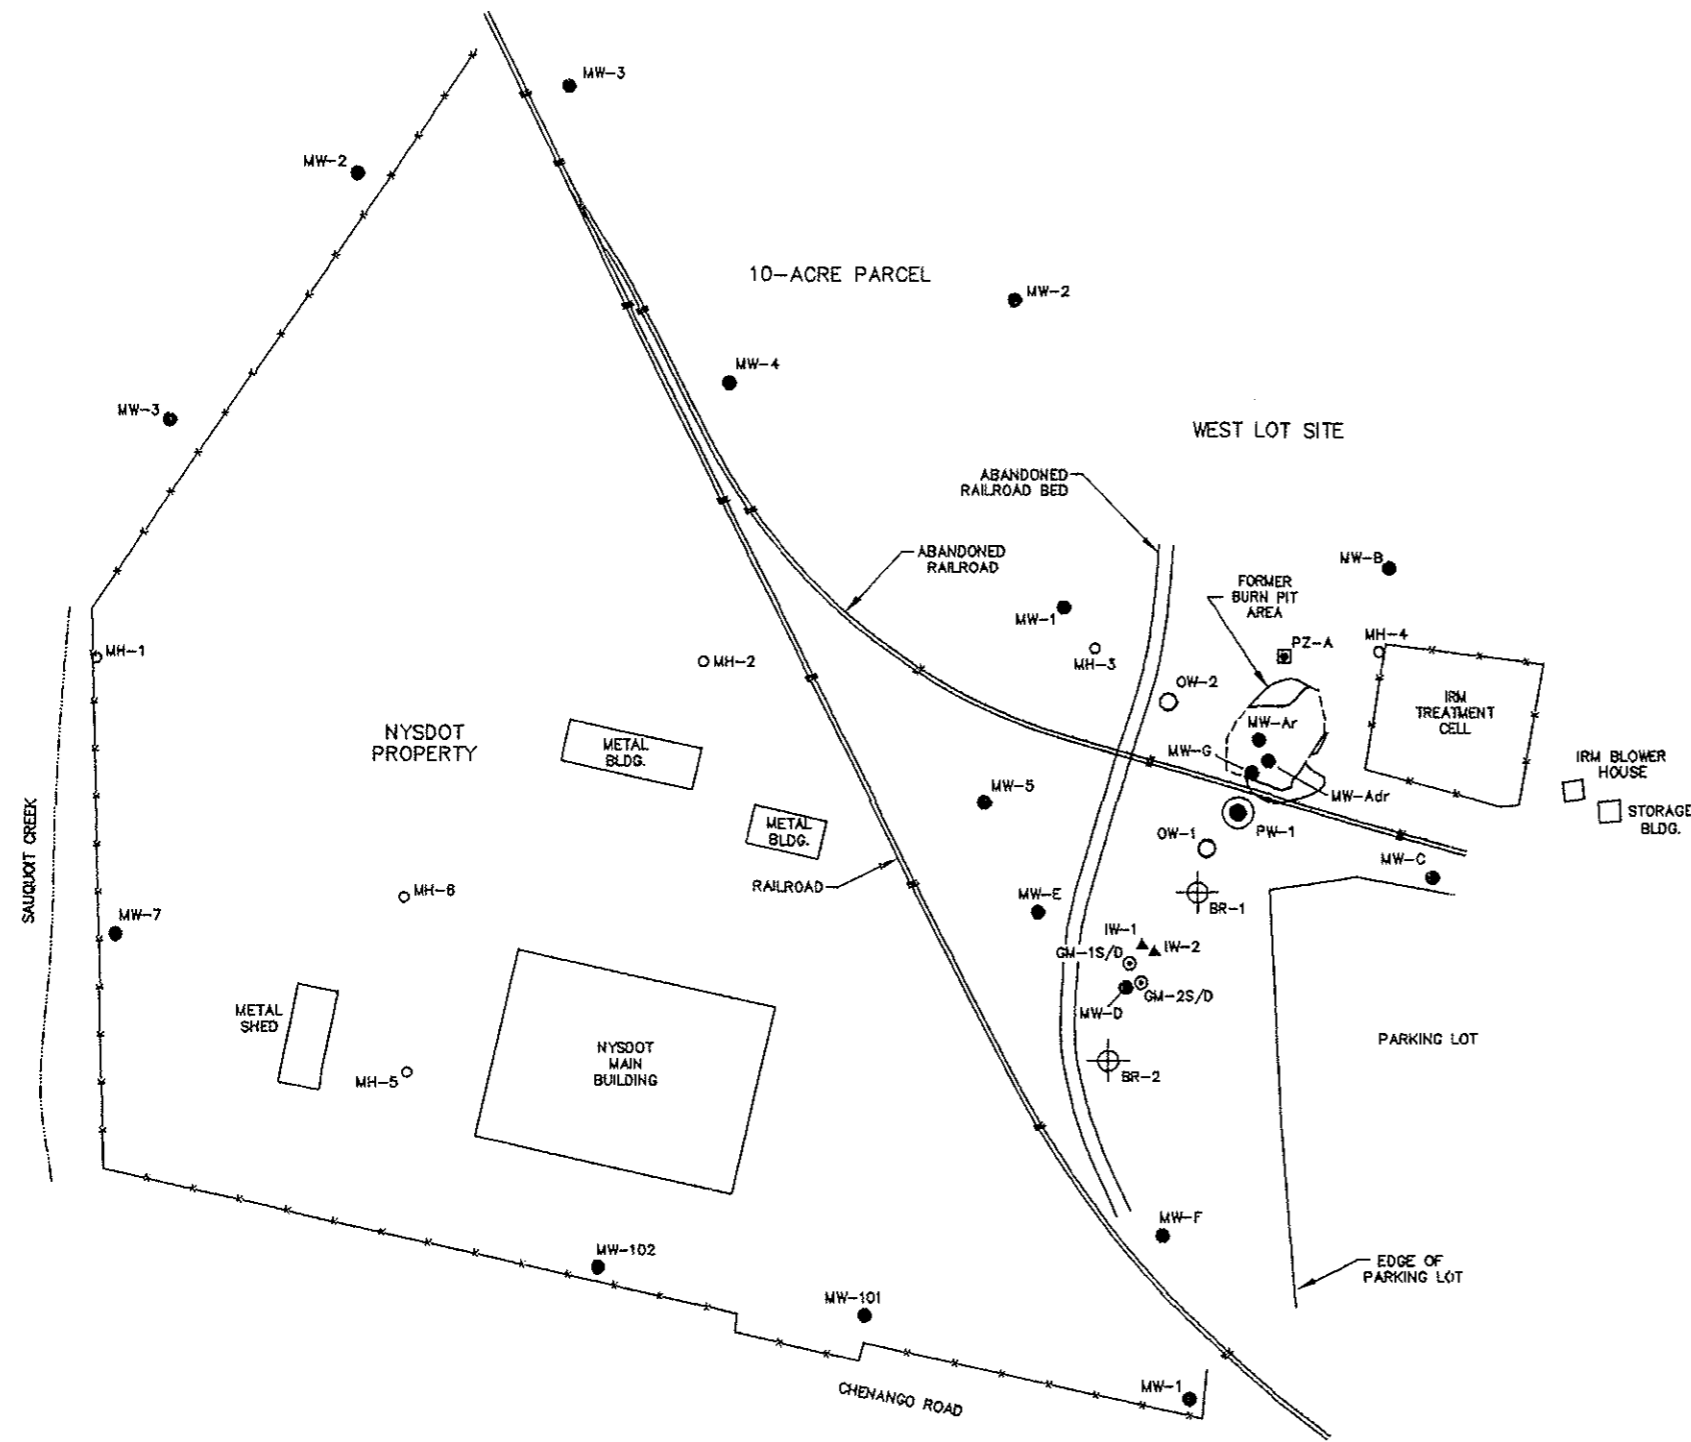 MW-3
MW-2
10-ACRE PARCEL
MW-2
MW-4
MW-3
WEST LOT SITE
ABANDONED
RAILROAD BED
ABANDONED
RAILROAD
MW-B
FORMER
BURN PIT
AREA
MW-1
MH-4
PZ-A
MH-1
MH-2
MH-3
OW-2
IRM
TREATMENT
CELL
NYSDOT
PROPERTY
MW-Ar
METAL
BLDG.
MW-G
IRM BLOWER
HOUSE
MW-5
MW-Adr
SAUQUOIT CREEK
STORAGE
BLDG.
METAL
BLDG.
PW-1
OW-1
MW-C
RAILROAD
MH-6
MW-E
BR-1
MW-7
IW-1
IW-2
GM-1S/D
GM-2S/D
METAL
SHED
MW-D
PARKING LOT
NYSDOT
MAIN
BUILDING
MH-5
BR-2
MW-F
MW-102
EDGE OF
PARKING LOT
MW-101
MW-1
CHENANGO ROAD